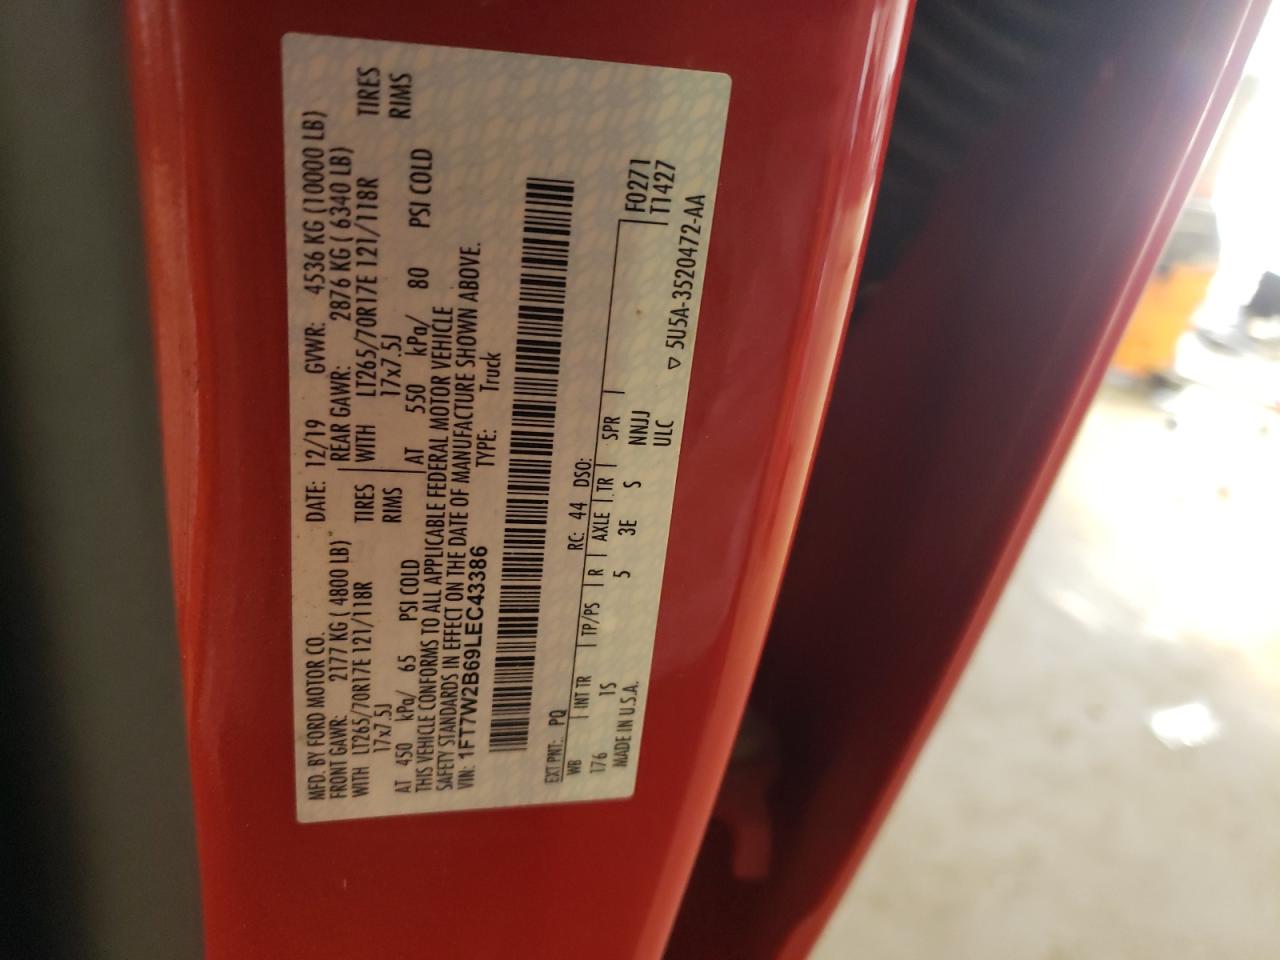 MFD. BY FORD MOTOR CO. DATE: 12/19 GVWR: 4536 KG (10000 LB)
FRONT GAWR: 2177 KG ( 4800 LB) REAR GAWR: 2876 KG ( 6340 LB)
WITH LT265/70R17E 121/118R TIRES WITH LT265/70R17E 121/118R TIRES
17x7.5J RIMS 17x7.5J RIMS
AT 450 kPa/ 65 PSI COLD AT 550 kPa/ 80 PSI COLD
THIS VEHICLE CONFORMS TO ALL APPLICABLE FEDERAL MOTOR VEHICLE
SAFETY STANDARDS IN EFFECT ON THE DATE OF MANUFACTURE SHOWN ABOVE.
VIN: 1FT7W2B69LEC43386 TYPE: Truck
EXT PNT: PQ RC: 44 DSO: F0271
WB INT TR TP/PS R AXLE TR SPR T1427
176 15 5 3E S NNJJ
MADE IN U.S.A. ULC
▽ 5U5A-3520472-AA